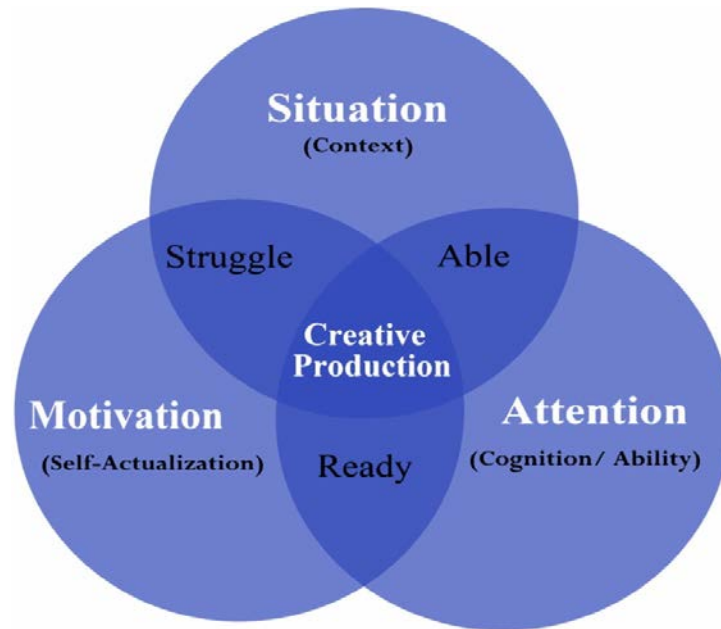 Situation
(Context)
Struggle
Able
Creative
Production
Motivation
(Self-Actualization)
Attention
(Cognition/ Ability)
Ready